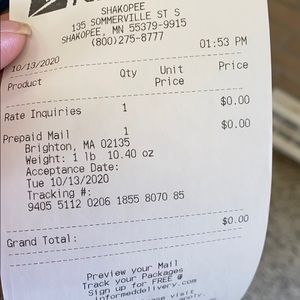 SHAKOPEE
135 SOMMERVILLE ST S
SHAKOPEE, MN 55379-9915
(800)275-8777
10/13/2020 01:53 PM
Product Qty Unit Price Price
Rate Inquiries 1 $0.00
Prepaid Mail 1 $0.00
Brighton, MA 02135
Weight: 1 lb 10.40 oz
Acceptance Date:
Tue 10/13/2020
Tracking #:
9405 5112 0206 1855 8070 85
Grand Total: $0.00
Preview your Mail
Track your Packages
Sign up for FREE @
informeddelivery.com
visit